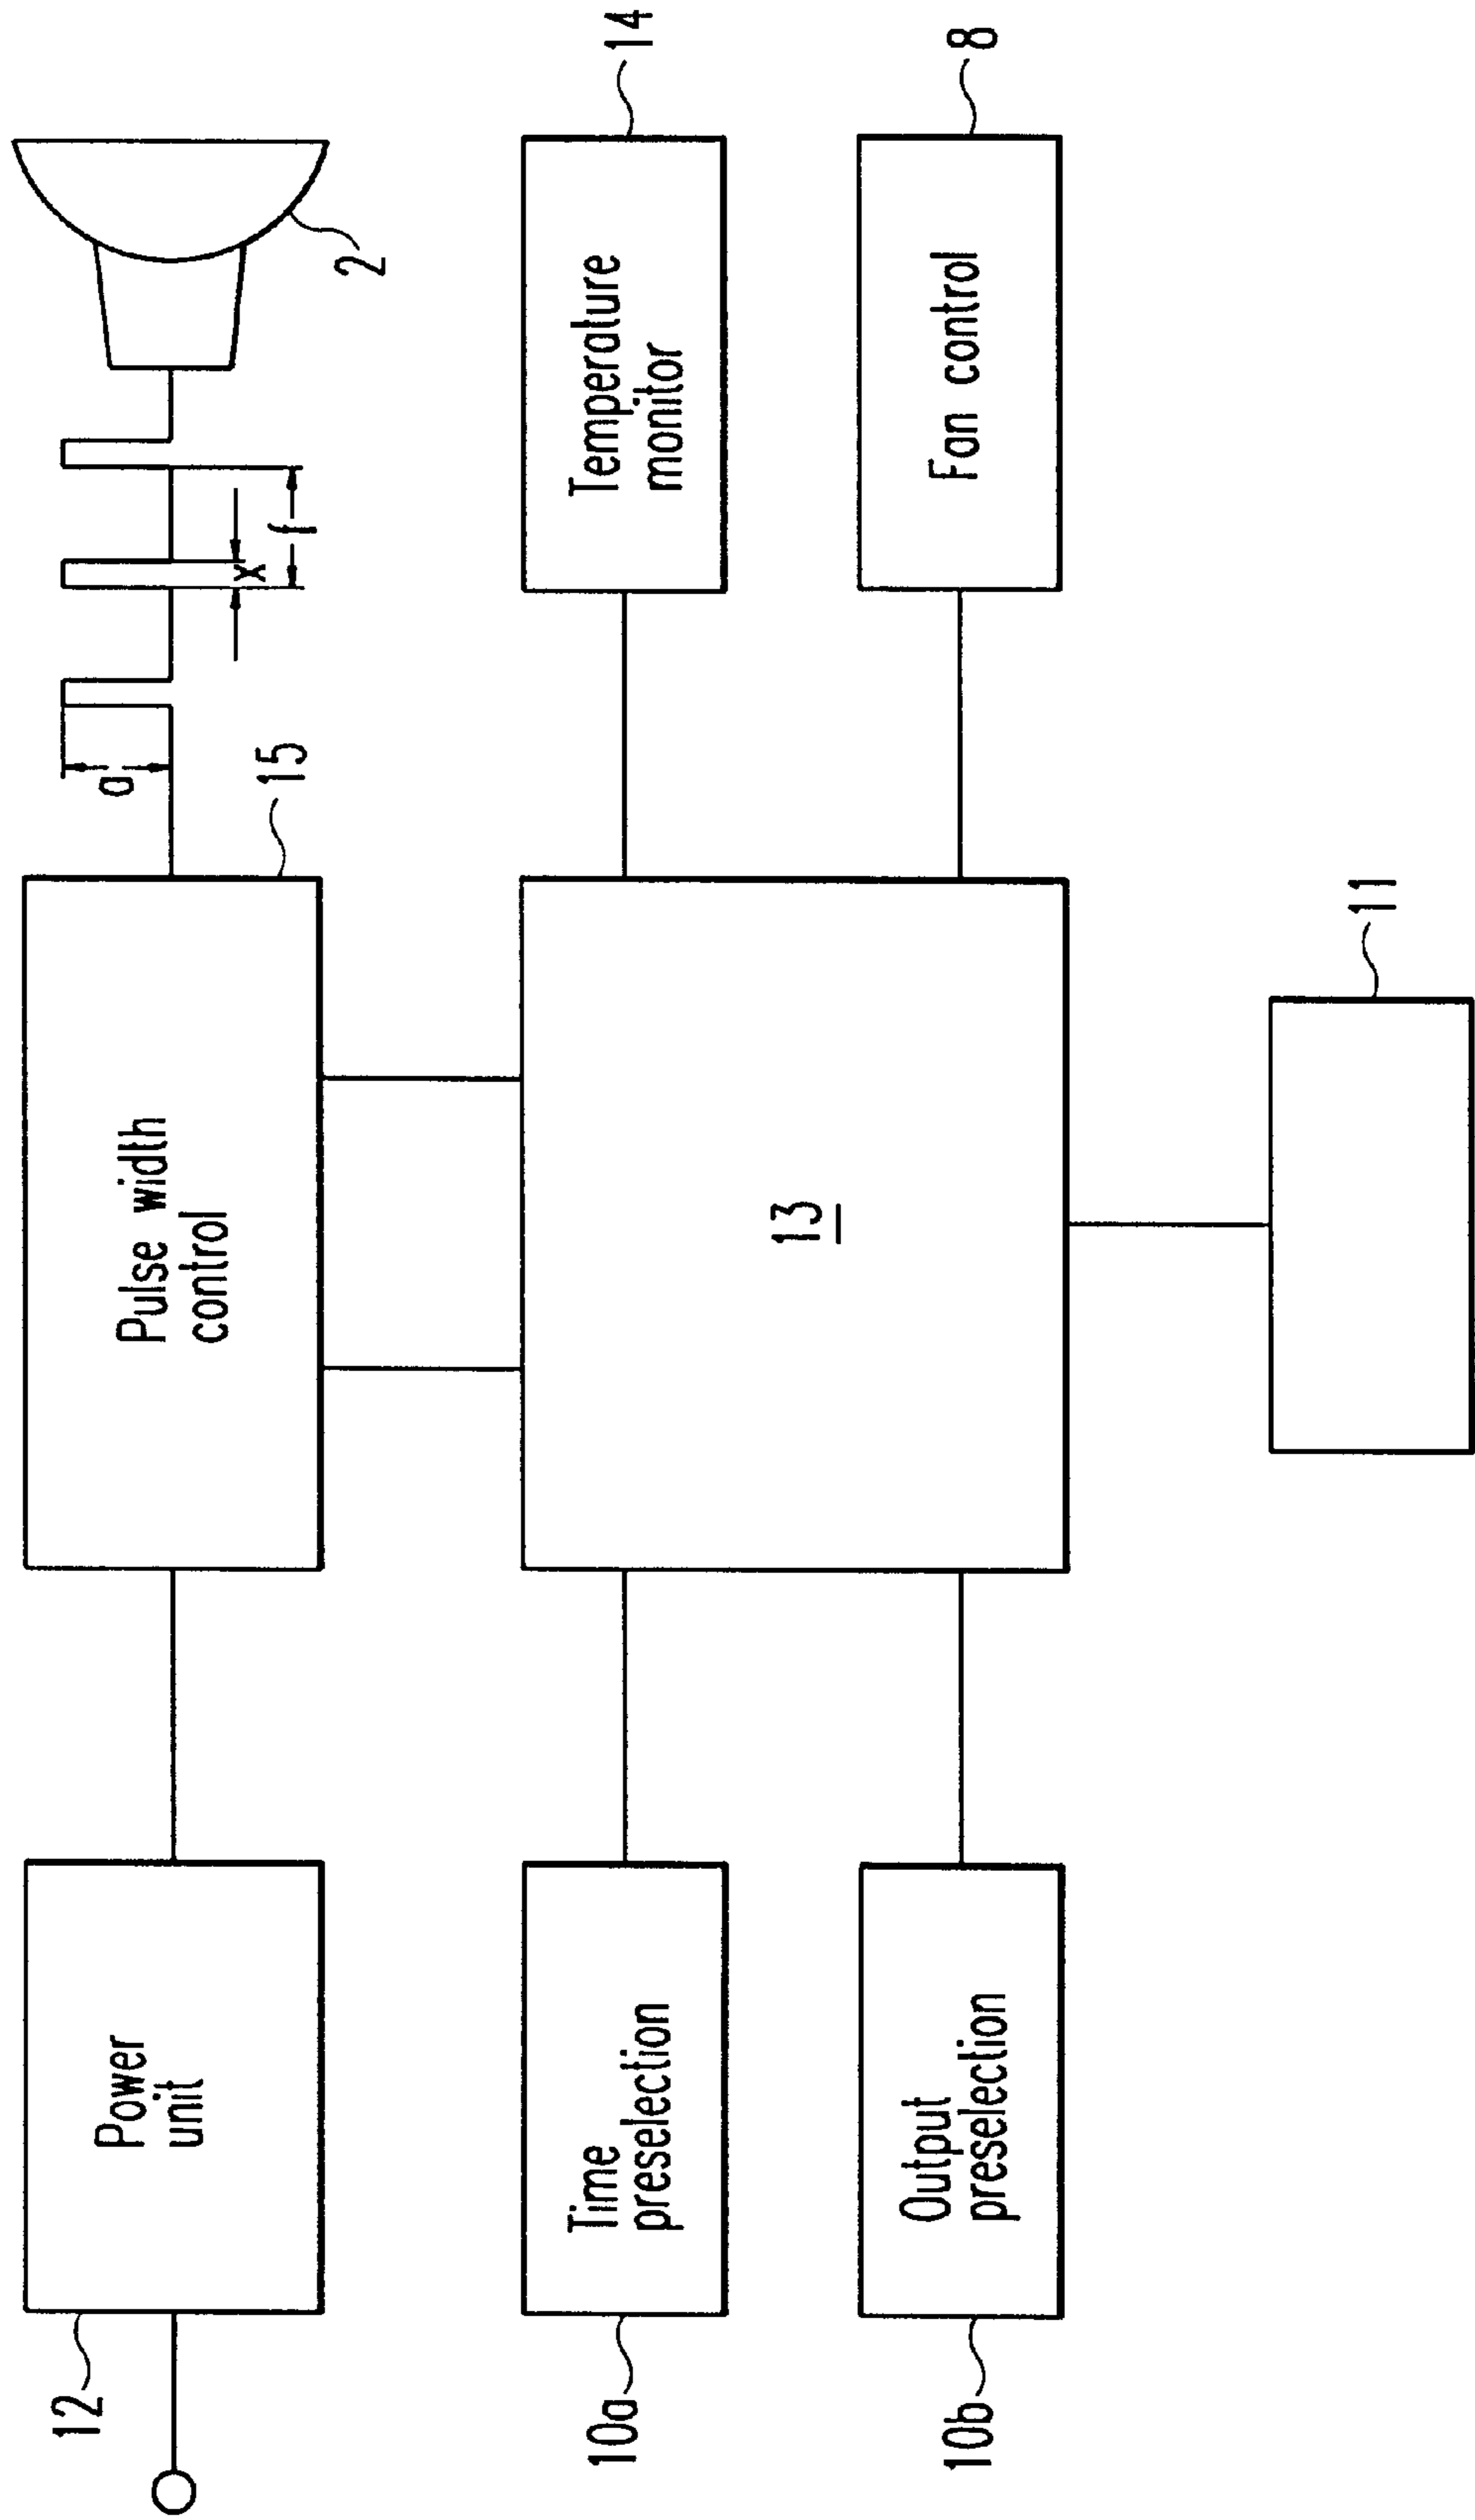 12
Power
unit
Pulse width
control
15
a
x
f
2
10a
Time
preselection
13
Temperature
monitor
14
10b
Output
preselection
Fan control
8
11